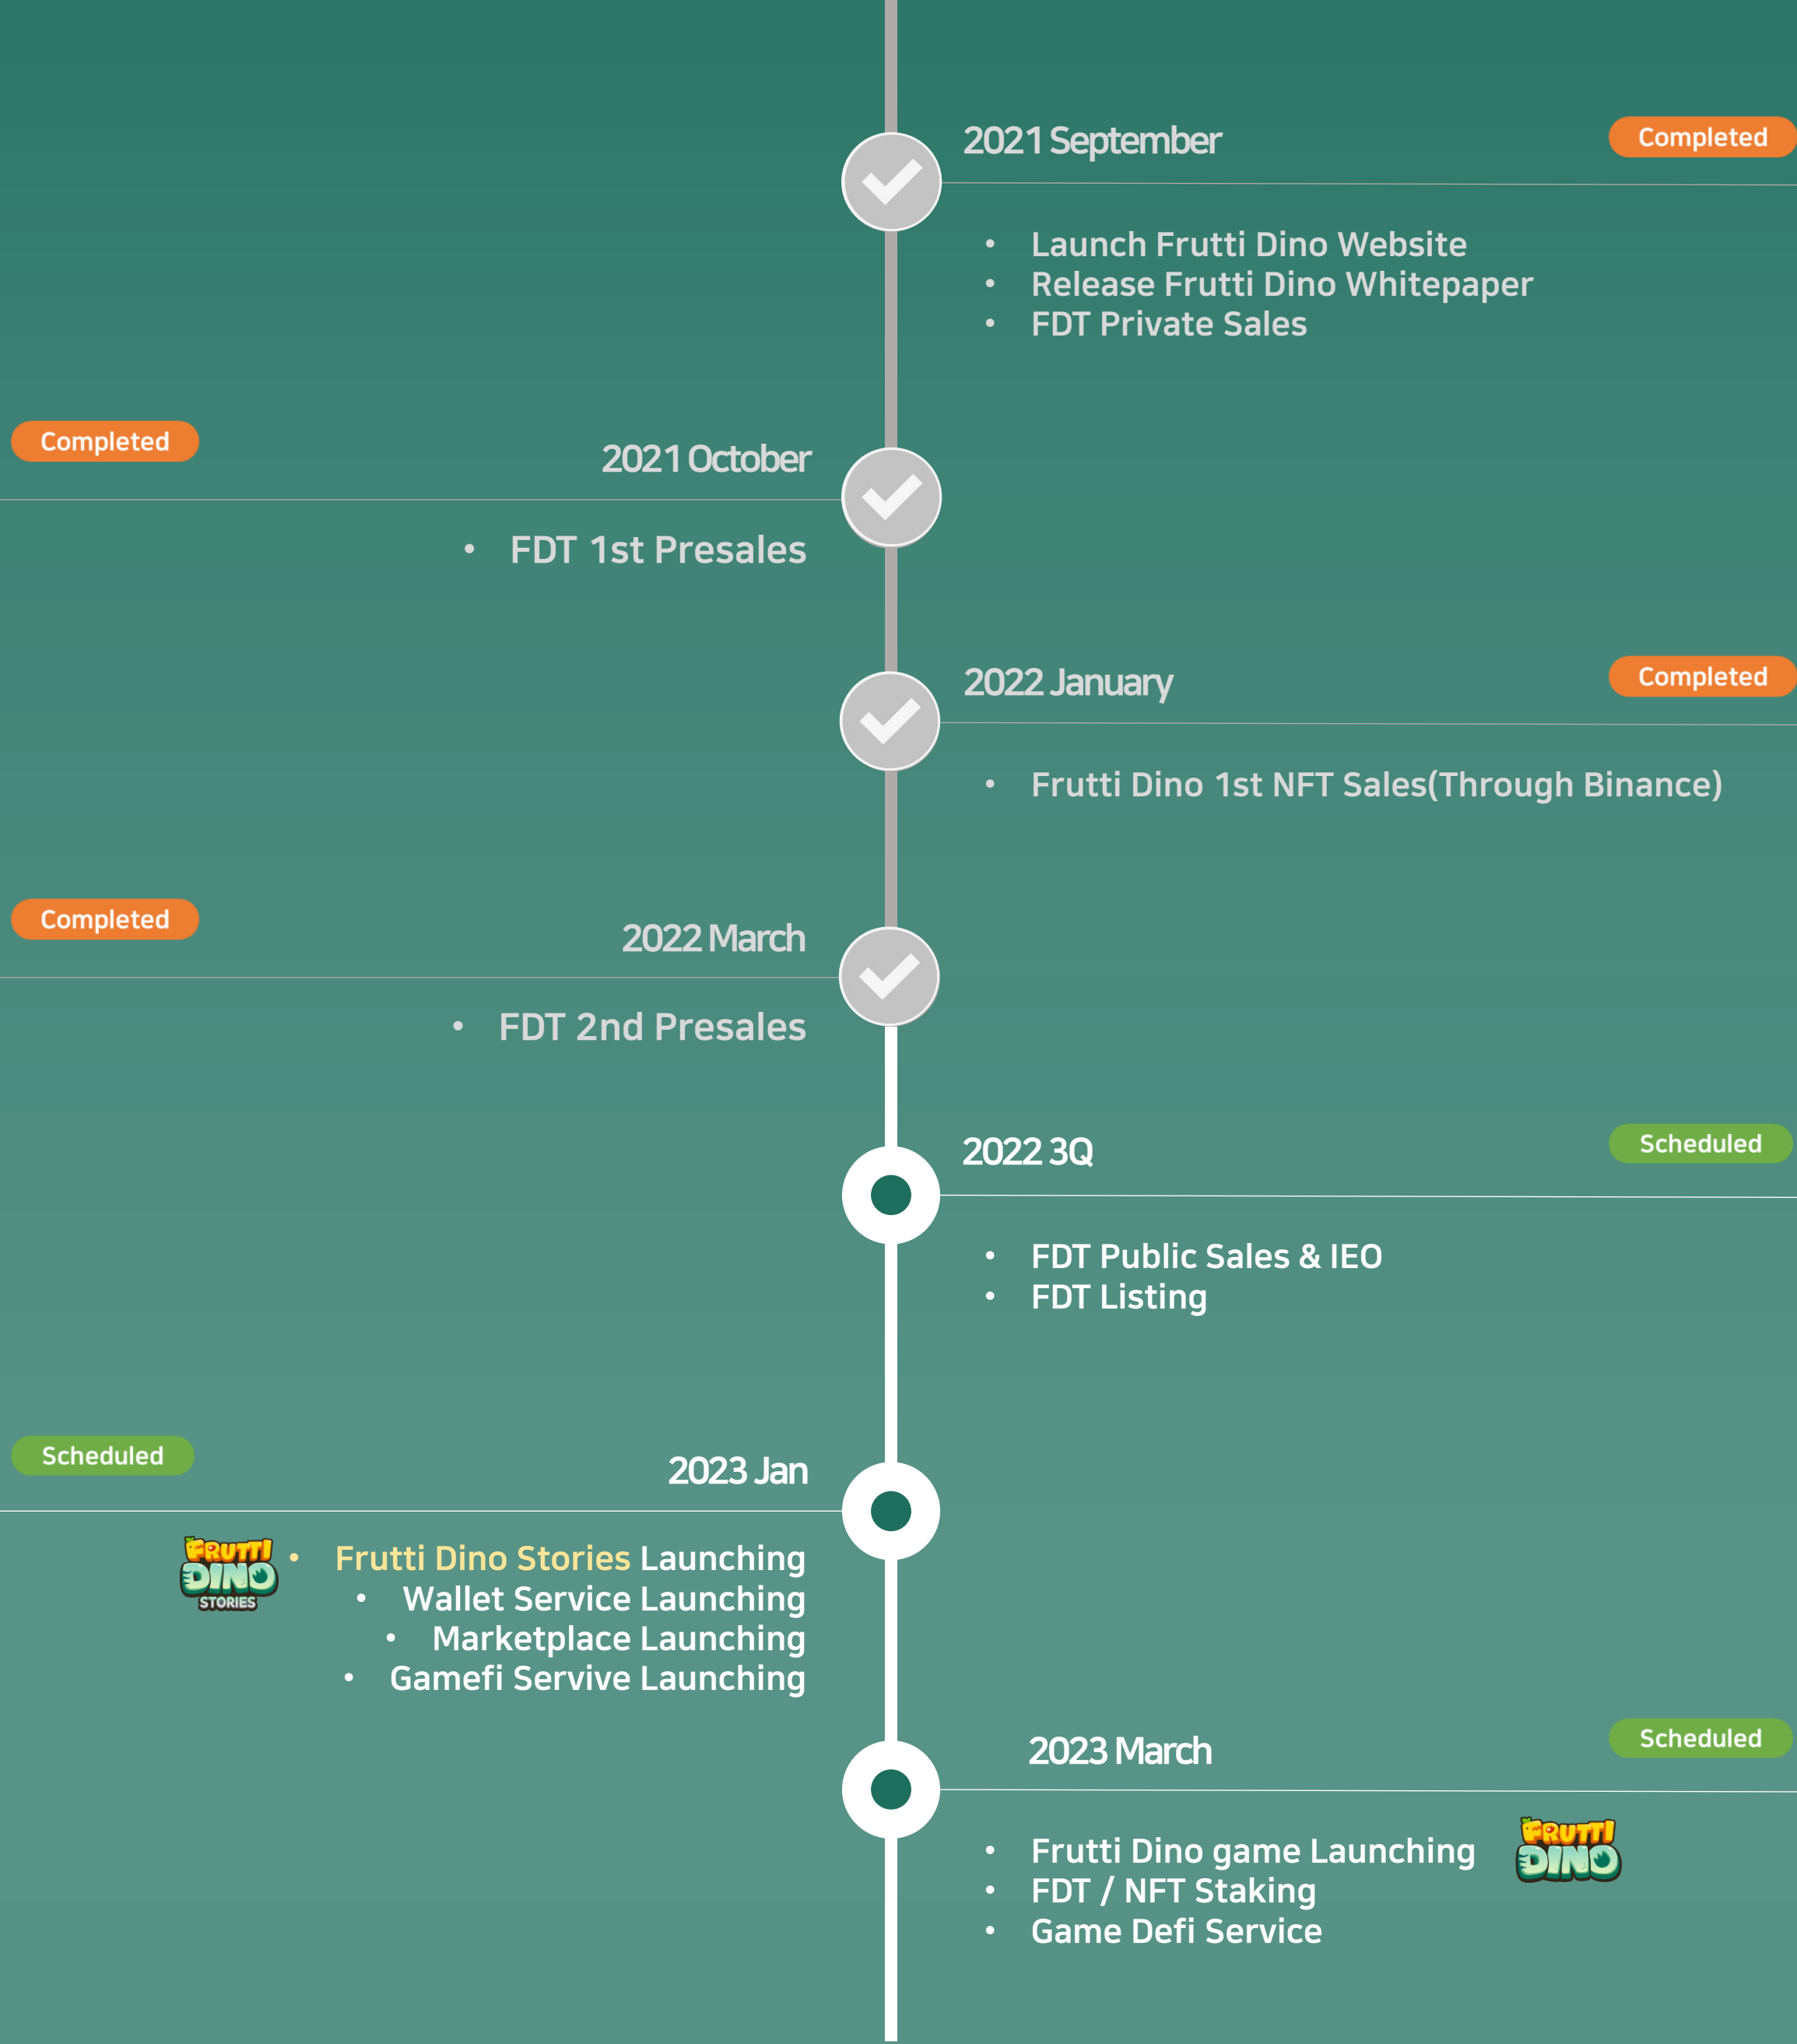 2021 September
Completed
• Launch Frutti Dino Website
• Release Frutti Dino Whitepaper
• FDT Private Sales
Completed
2021 October
• FDT 1st Presales
2022 January
Completed
• Frutti Dino 1st NFT Sales(Through Binance)
Completed
2022 March
• FDT 2nd Presales
2022 3Q
Scheduled
• FDT Public Sales & IEO
• FDT Listing
Scheduled
2023 Jan
FRUTTI
DINO
STORIES
• Frutti Dino Stories Launching
• Wallet Service Launching
• Marketplace Launching
• Gamefi Servive Launching
2023 March
Scheduled
• Frutti Dino game Launching
• FDT / NFT Staking
• Game Defi Service
FRUTTI
DINO